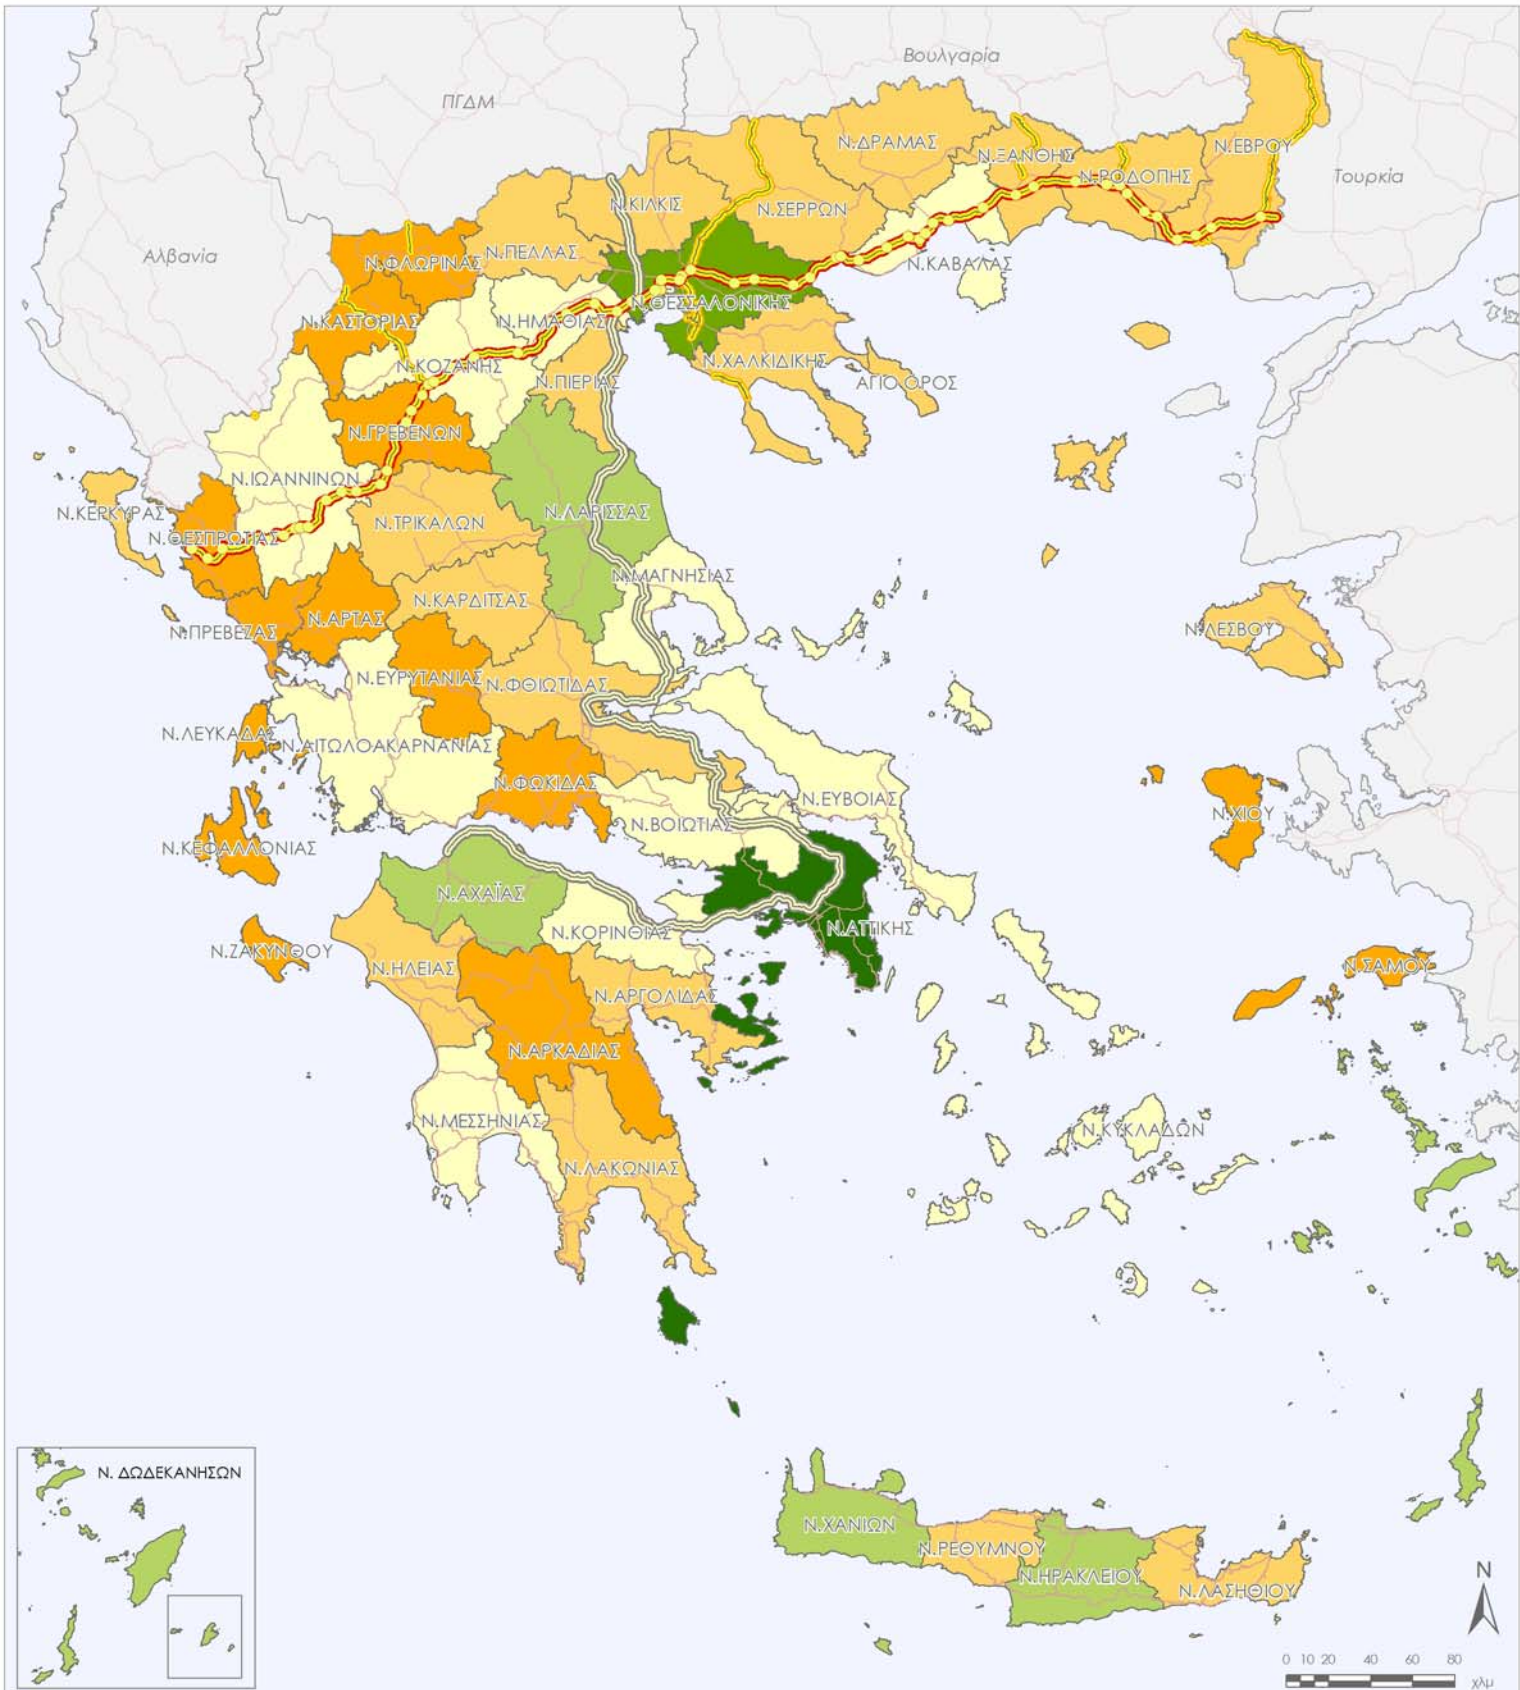 Βουλγαρία
ΠΓΔΜ
Ν.ΔΡΑΜΑΣ
Ν.ΕΒΡΟΥ
Ν.ΞΑΝΘΗΣ
Τουρκία
Ν.ΡΟΔΟΠΗΣ
Ν.ΚΙΛΚΙΣ
Ν.ΣΕΡΡΩΝ
Αλβανία
Ν.ΠΕΛΛΑΣ
Ν.ΦΛΩΡΙΝΑΣ
Ν.ΚΑΒΑΛΑΣ
Ν.ΘΕΣΣΑΛΟΝΙΚΗΣ
Ν.ΚΑΣΤΟΡΙΑΣ
Ν.ΗΜΑΘΙΑΣ
Ν.ΧΑΛΚΙΔΙΚΗΣ
Ν.ΚΟΖΑΝΗΣ
Ν.ΠΙΕΡΙΑΣ
ΑΓΙΟ ΟΡΟΣ
Ν.ΓΡΕΒΕΝΩΝ
Ν.ΙΩΑΝΝΙΝΩΝ
Ν.ΚΕΡΚΥΡΑΣ
Ν.ΛΑΡΙΣΣΑΣ
Ν.ΤΡΙΚΑΛΩΝ
Ν.ΘΕΣΠΡΩΤΙΑΣ
Ν.ΜΑΓΝΗΣΙΑΣ
Ν.ΚΑΡΔΙΤΣΑΣ
Ν.ΑΡΤΑΣ
Ν.ΠΡΕΒΕΖΑΣ
Ν.ΛΕΣΒΟΥ
Ν.ΕΥΡΥΤΑΝΙΑΣ
Ν.ΦΘΙΩΤΙΔΑΣ
Ν.ΛΕΥΚΑΔΑΣ
Ν.ΑΙΤΩΛΟΑΚΑΡΝΑΝΙΑΣ
Ν.ΦΩΚΙΔΑΣ
Ν.ΕΥΒΟΙΑΣ
Ν.ΧΙΟΥ
Ν.ΒΟΙΩΤΙΑΣ
Ν.ΚΕΦΑΛΛΟΝΙΑΣ
Ν.ΑΧΑΪΑΣ
Ν.ΑΤΤΙΚΗΣ
Ν.ΚΟΡΙΝΘΙΑΣ
Ν.ΖΑΚΥΝΘΟΥ
Ν.ΗΛΕΙΑΣ
Ν.ΣΑΜΟΥ
Ν.ΑΡΓΟΛΙΔΑΣ
Ν.ΑΡΚΑΔΙΑΣ
Ν.ΜΕΣΣΗΝΙΑΣ
Ν.ΚΥΚΛΑΔΩΝ
Ν.ΛΑΚΩΝΙΑΣ
Ν. ΔΩΔΕΚΑΝΗΣΩΝ
Ν.ΧΑΝΙΩΝ
Ν.ΡΕΘΥΜΝΟΥ
Ν.ΗΡΑΚΛΕΙΟΥ
Ν.ΛΑΣΗΘΙΟΥ
N
0 10 20 40 60 80
χλμ